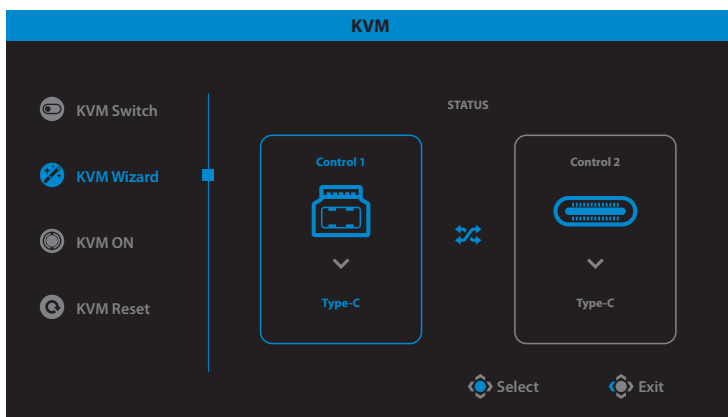 KVM
KVM Switch
KVM Wizard
KVM ON
KVM Reset
STATUS
Control 1
Type-C
Control 2
Type-C
Select
Exit